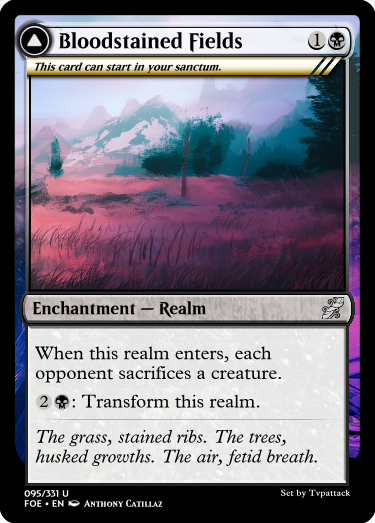 Bloodstained Fields 1
This card can start in your sanctum.
Enchantment — Realm
When this realm enters, each
opponent sacrifices a creature.
2 : Transform this realm.
The grass, stained ribs. The trees,
husked growths. The air, fetid breath.
095/331 U
FOE • EN Anthony Catillaz
Set by Tvpattack